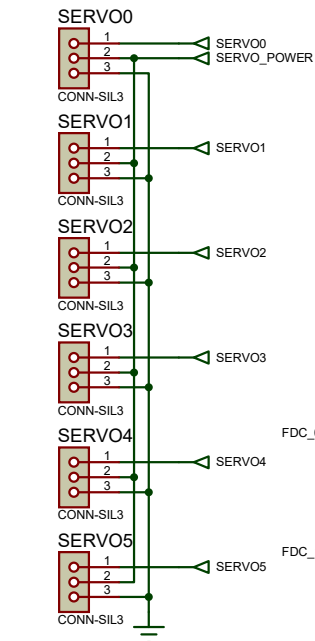 SERVO0
1
2
3
SERVO0
SERVO_POWER
CONN-SIL3
SERVO1
1
2
3
SERVO1
CONN-SIL3
SERVO2
1
2
3
SERVO2
CONN-SIL3
SERVO3
1
2
3
SERVO3
CONN-SIL3
SERVO4
1
2
3
SERVO4
FDC_
CONN-SIL3
SERVO5
1
2
3
SERVO5
FDC_
CONN-SIL3